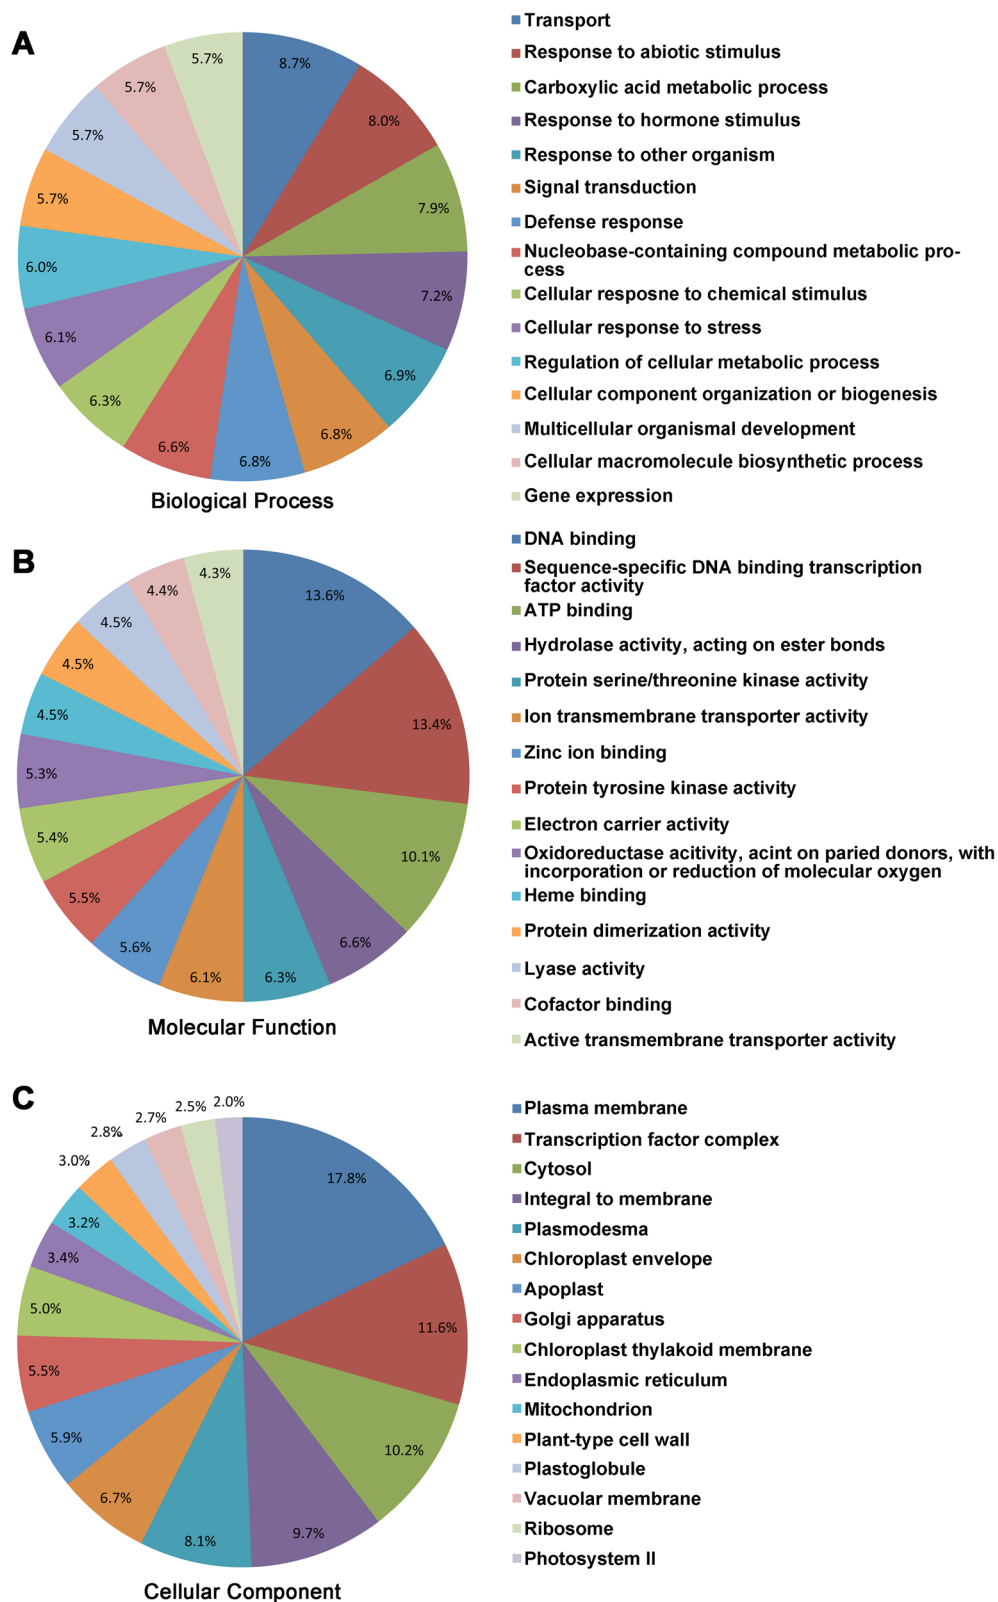 A
8.7%
8.0%
7.9%
7.2%
6.9%
6.8%
6.8%
6.6%
6.3%
6.1%
6.0%
5.7%
5.7%
5.7%
5.7%
Biological Process
Transport
Response to abiotic stimulus
Carboxylic acid metabolic process
Response to hormone stimulus
Response to other organism
Signal transduction
Defense response
Nucleobase-containing compound metabolic pro-
cess
Cellular resposne to chemical stimulus
Cellular response to stress
Regulation of cellular metabolic process
Cellular component organization or biogenesis
Multicellular organismal development
Cellular macromolecule biosynthetic process
Gene expression
B
13.6%
13.4%
10.1%
6.6%
6.3%
6.1%
5.6%
5.5%
5.4%
5.3%
4.5%
4.5%
4.5%
4.4%
4.3%
Molecular Function
DNA binding
Sequence-specific DNA binding transcription
factor activity
ATP binding
Hydrolase activity, acting on ester bonds
Protein serine/threonine kinase activity
Ion transmembrane transporter activity
Zinc ion binding
Protein tyrosine kinase activity
Electron carrier activity
Oxidoreductase acitivity, acint on paried donors, with
incorporation or reduction of molecular oxygen
Heme binding
Protein dimerization activity
Lyase activity
Cofactor binding
Active transmembrane transporter activity
C
17.8%
11.6%
10.2%
9.7%
8.1%
6.7%
5.9%
5.5%
5.0%
3.4%
3.2%
3.0%
2.8%
2.7%
2.5%
2.0%
Cellular Component
Plasma membrane
Transcription factor complex
Cytosol
Integral to membrane
Plasmodesma
Chloroplast envelope
Apoplast
Golgi apparatus
Chloroplast thylakoid membrane
Endoplasmic reticulum
Mitochondrion
Plant-type cell wall
Plastoglobule
Vacuolar membrane
Ribosome
Photosystem II